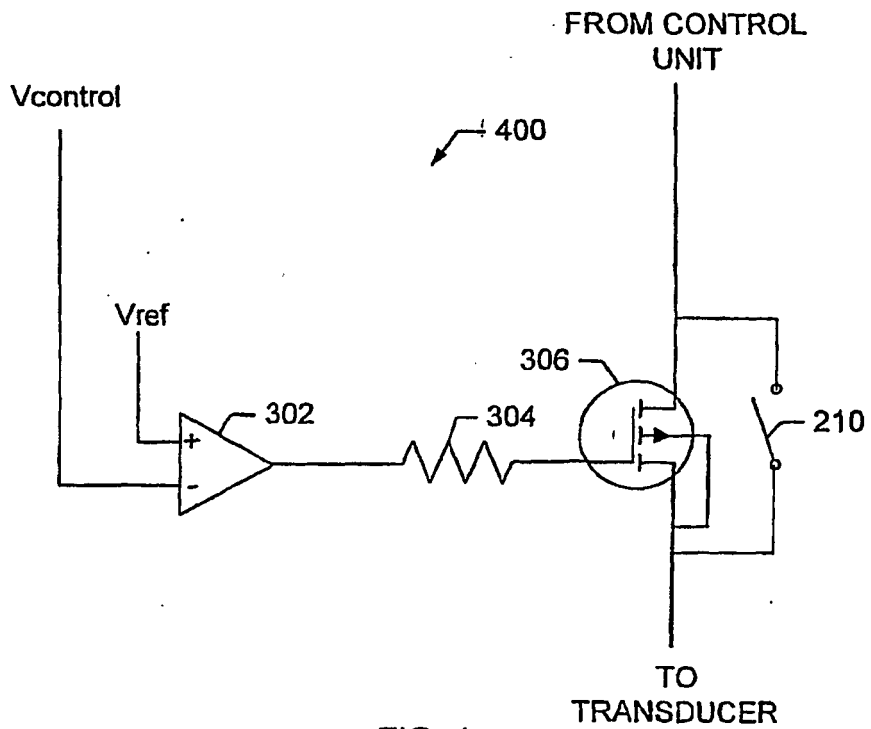 FROM CONTROL
UNIT
Vcontrol
400
Vref
306
302
304
210
+
-
TO
TRANSDUCER